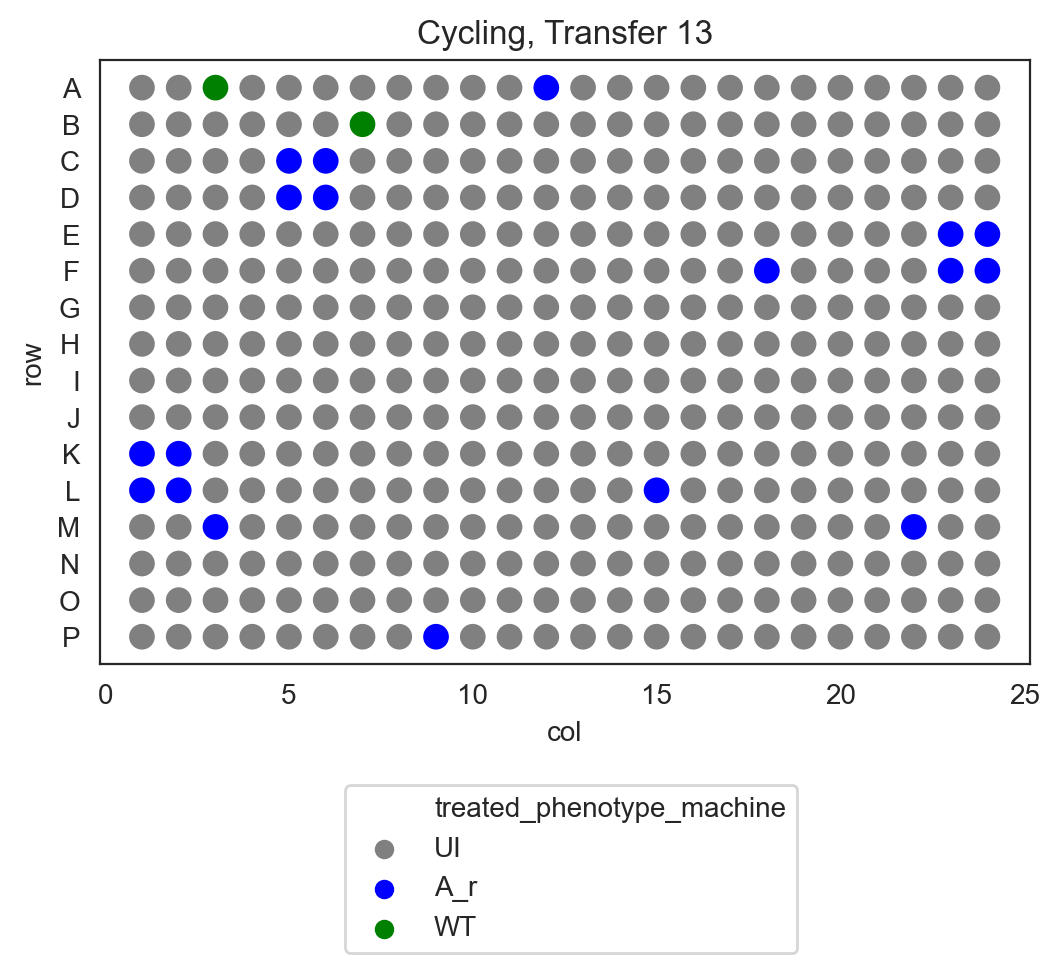 Cycling, Transfer 13
A
B
C
D
E
F
G
H
I
J
K
L
M
N
O
P
row
0 5 10 15 20 25
col
treated_phenotype_machine
UI
A_r
WT